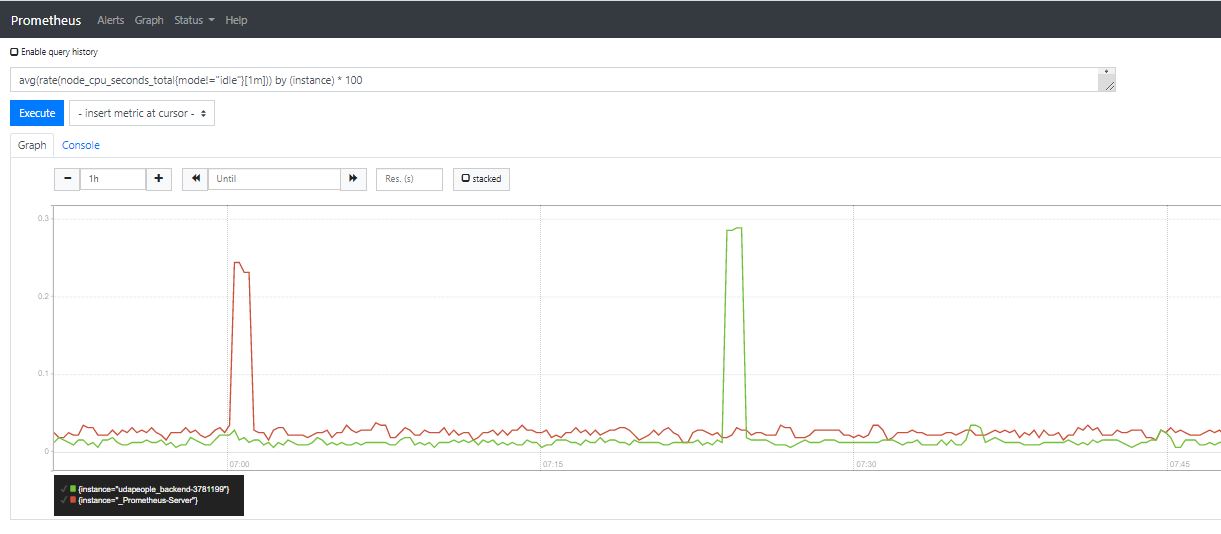 Prometheus Alerts Graph Status Help
Enable query history
avg(rate(node_cpu_seconds_total{mode!="idle"}[1m])) by (instance) * 100
Execute - insert metric at cursor -
Graph Console
1h Until Res. (s) stacked
0.3
0.2
0.1
0
07:00 07:15 07:30 07:45
{instance="udapeople_backend-3781199"}
{instance="_Prometheus-Server"}